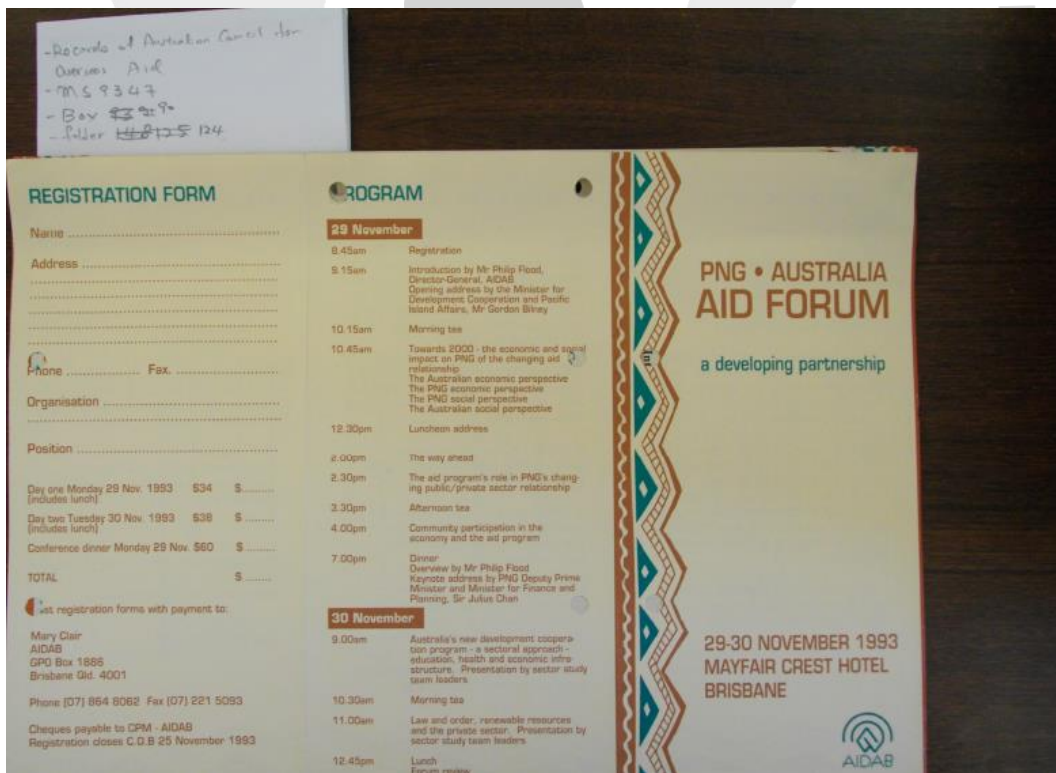 - Records of Australian Council for
Overseas Aid
- MS 9347
- Box 90
- folder 124
REGISTRATION FORM
Name
Address
Phone Fax.
Organisation
Position
Day one Monday 29 Nov. 1993 $34 $
(includes lunch)
Day two Tuesday 30 Nov. 1993 $38 $
(includes lunch)
Conference dinner Monday 29 Nov. $60 $
TOTAL $
registration forms with payment to:
Mary Clair
AIDAB
GPO Box 1886
Brisbane Qld. 4001
Phone (07) 864 8062 Fax (07) 221 5093
Cheques payable to CPM - AIDAB
Registration closes C.O.B 25 November 1993
PROGRAM
29 November
8.45am Registration
9.15am Introduction by Mr Philip Flood,
Director-General, AIDAB
Opening address by the Minister for
Development Cooperation and Pacific
Island Affairs, Mr Gordon Bilney
10.15am Morning tea
10.45am Towards 2000 - the economic and social
impact on PNG of the changing aid
relationship
The Australian economic perspective
The PNG economic perspective
The PNG social perspective
The Australian social perspective
12.30pm Luncheon address
2.00pm The way ahead
2.30pm The aid program's role in PNG's chang-
ing public/private sector relationship
3.30pm Afternoon tea
4.00pm Community participation in the
economy and the aid program
7.00pm Dinner
Overview by Mr Philip Flood
Keynote address by PNG Deputy Prime
Minister and Minister for Finance and
Planning, Sir Julius Chan
30 November
9.00am Australia's new development coopera-
tion program - a sectoral approach -
education, health and economic infra
structure. Presentation by sector study
team leaders
10.30am Morning tea
11.00am Law and order, renewable resources
and the private sector. Presentation by
sector study team leaders
12.45pm Lunch
Forum review
PNG • AUSTRALIA
AID FORUM
a developing partnership
29-30 NOVEMBER 1993
MAYFAIR CREST HOTEL
BRISBANE
AIDAB